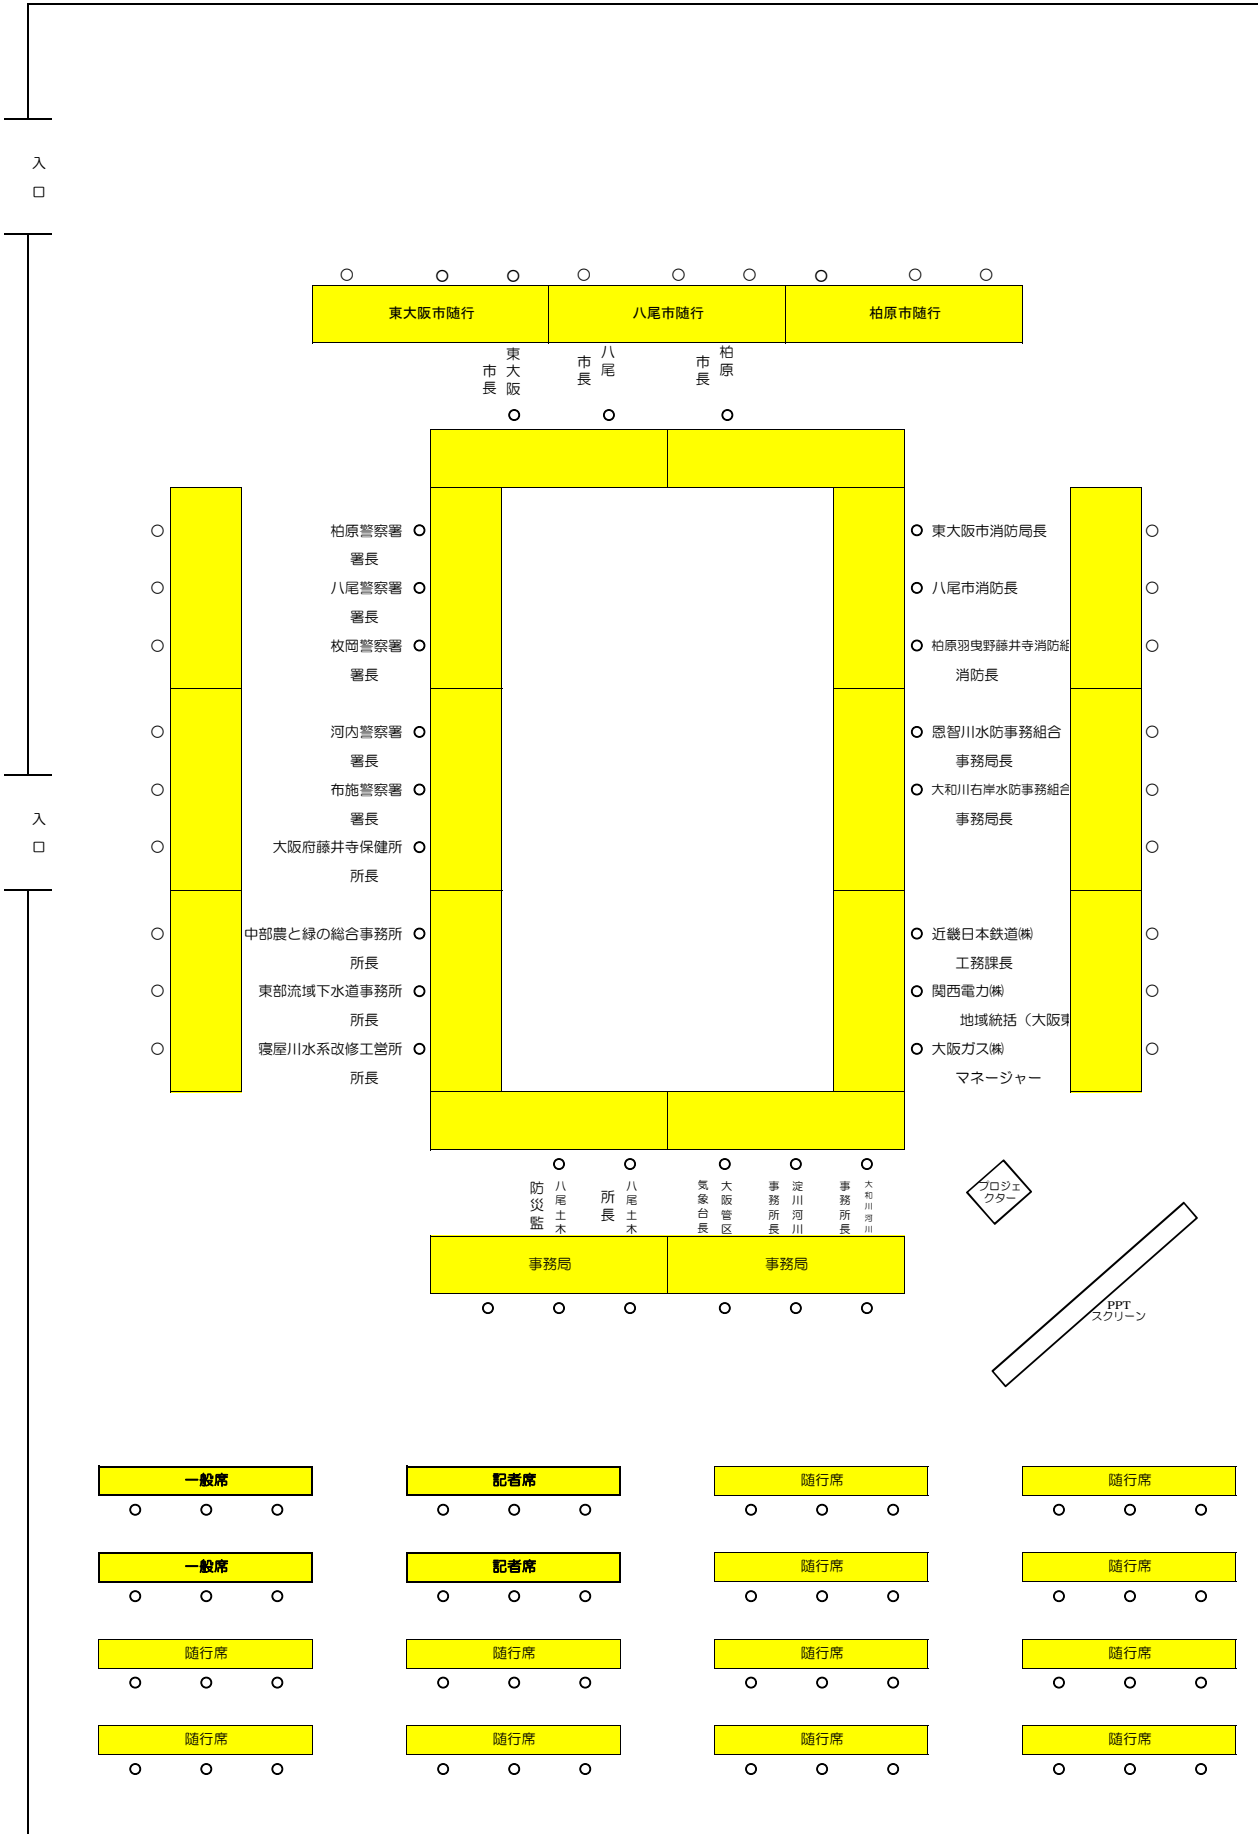 入
口
東大阪市随行
八尾市随行
柏原市随行
東大阪
市長
八尾
市長
柏原
市長
柏原警察署
署長
八尾警察署
署長
枚岡警察署
署長
河内警察署
署長
布施警察署
署長
大阪府藤井寺保健所
所長
中部農と緑の総合事務所
所長
東部流域下水道事務所
所長
寝屋川水系改修工営所
所長
東大阪市消防局長
八尾市消防長
柏原羽曳野藤井寺消防組
消防長
恩智川水防事務組合
事務局長
大和川右岸水防事務組合
事務局長
近畿日本鉄道㈱
工務課長
関西電力㈱
地域統括（大阪東
大阪ガス㈱
マネージャー
入
口
八尾土木
防災監
八尾土木
所長
大阪管区
気象台長
淀川河川
事務所長
大和川河川
事務所長
プロジェ
クター
事務局
事務局
PPT
スクリーン
一般席
記者席
随行席
随行席
一般席
記者席
随行席
随行席
随行席
随行席
随行席
随行席
随行席
随行席
随行席
随行席